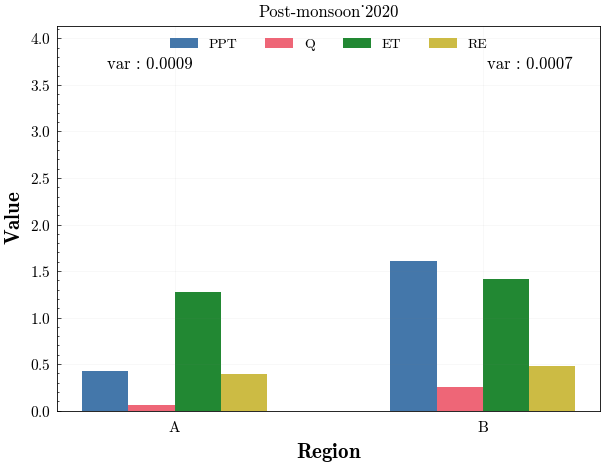 Post-monsoon˙2020
PPT Q ET RE
var : 0.0009 var : 0.0007
4.0
3.5
3.0
2.5
2.0
1.5
1.0
0.5
0.0
Value
A B
Region